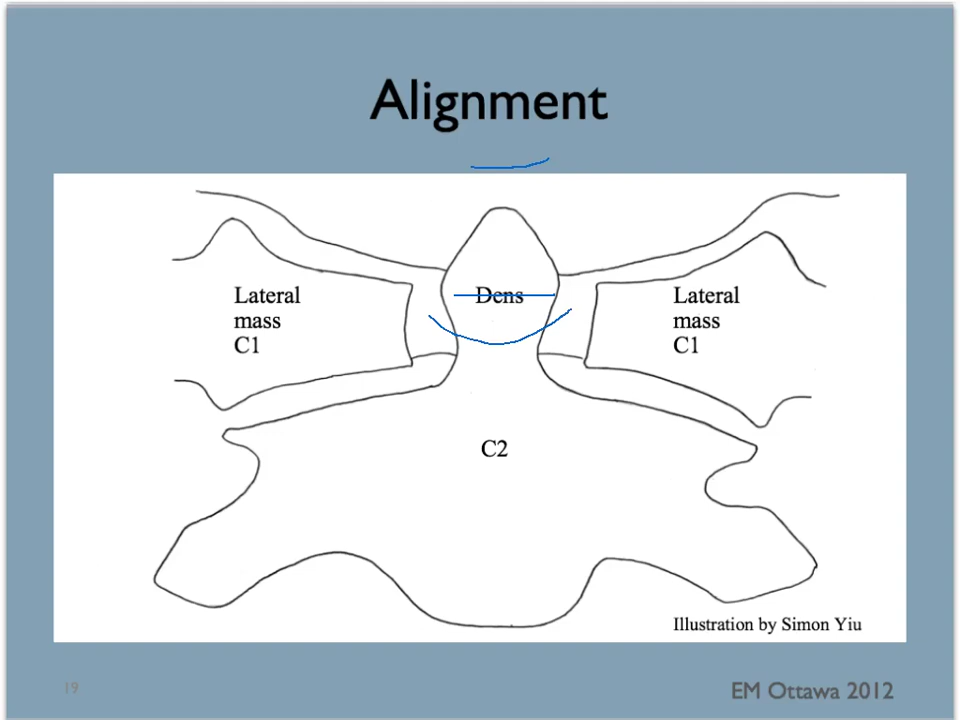 Alignment
Lateral
mass
C1
Dens
Lateral
mass
C1
C2
Illustration by Simon Yiu
19
EM Ottawa 2012